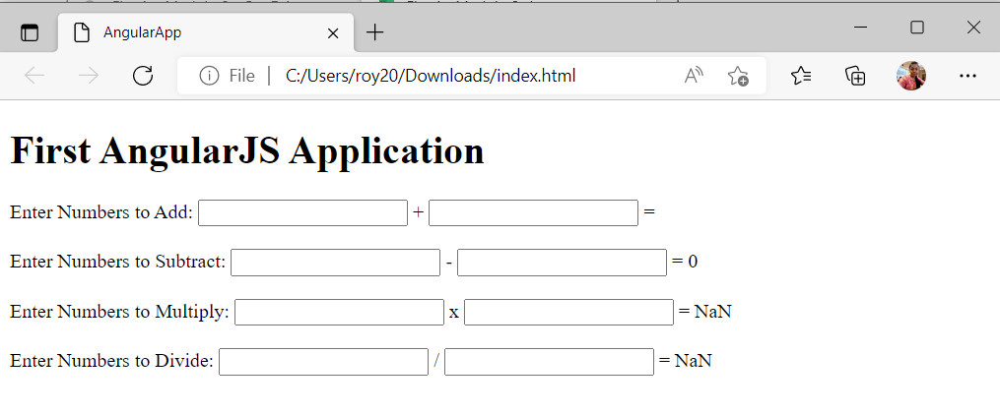 AngularApp
File | C:/Users/roy20/Downloads/index.html
First AngularJS Application
Enter Numbers to Add: + =
Enter Numbers to Subtract: - = 0
Enter Numbers to Multiply: x = NaN
Enter Numbers to Divide: / = NaN